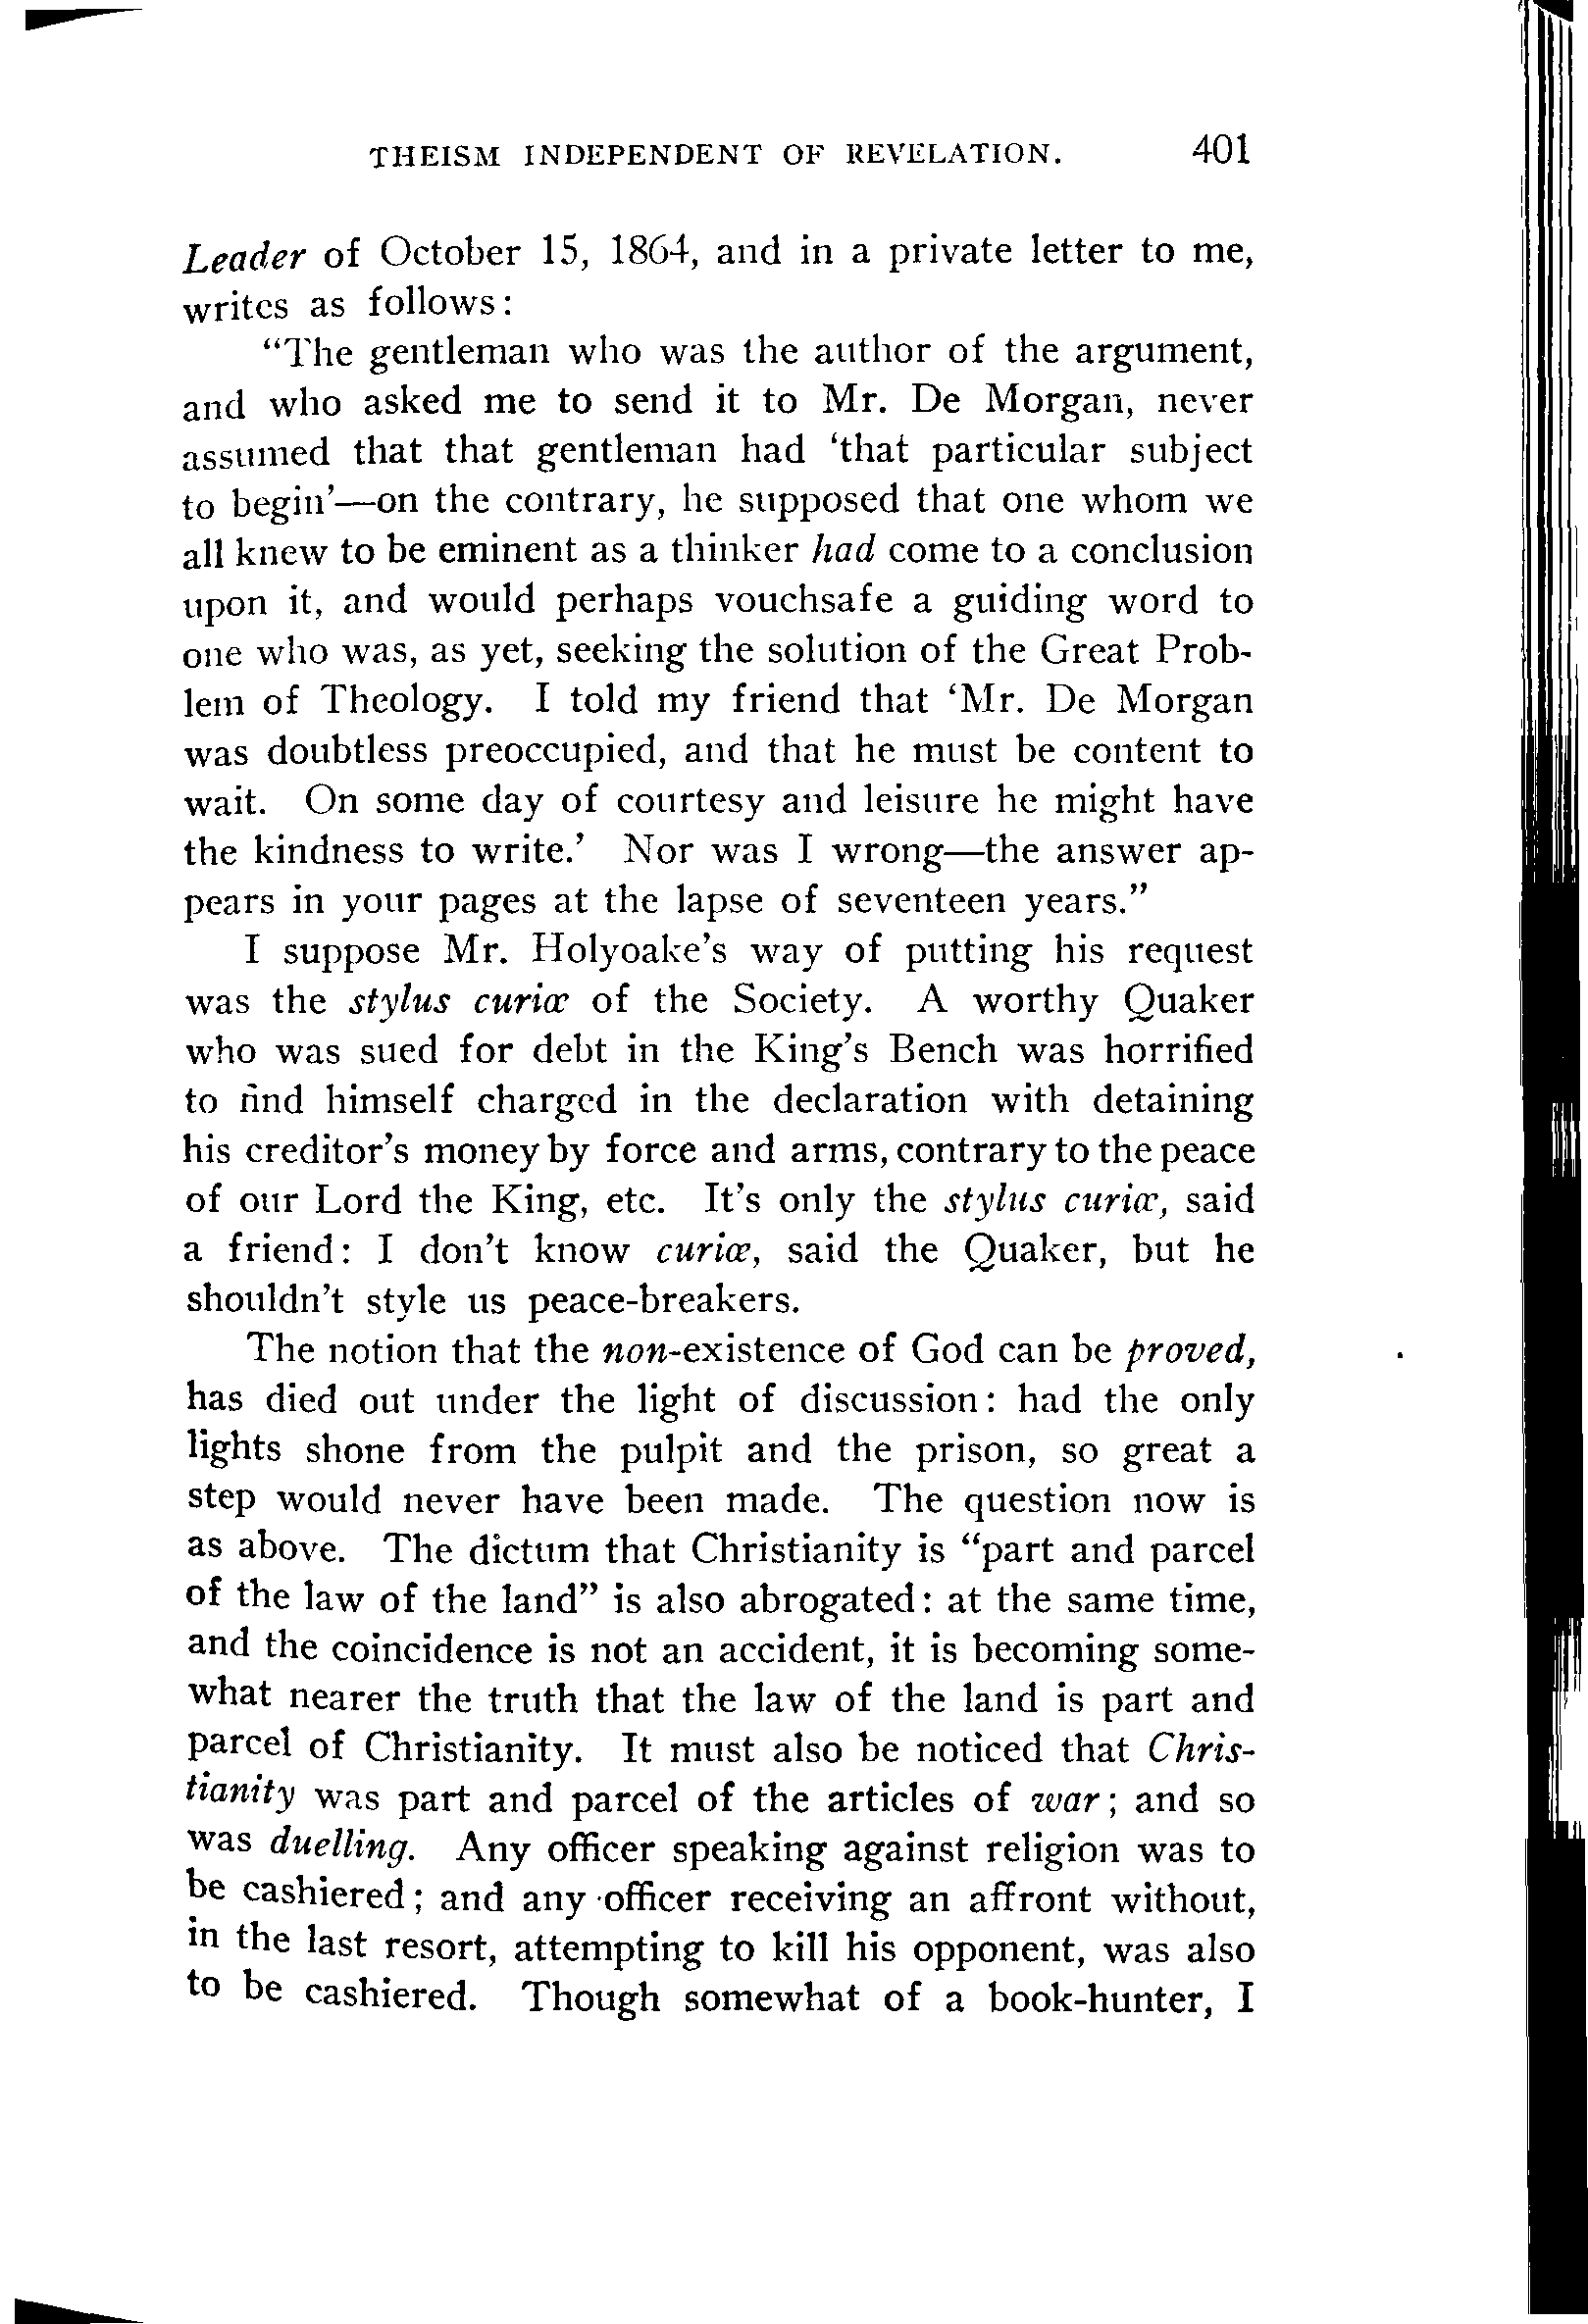 THEISM INDEPENDENT OF REVELATION. 401
Leader of October 15, 1864, and in a private letter to me,
writes as follows:
“The gentleman who was the author of the argument,
and who asked me to send it to Mr. De Morgan, never
assumed that that gentleman had ‘that particular subject
to begin’—on the contrary, he supposed that one whom we
all knew to be eminent as a thinker had come to a conclusion
upon it, and would perhaps vouchsafe a guiding word to
one who was, as yet, seeking the solution of the Great Prob-
lem of Theology. I told my friend that ‘Mr. De Morgan
was doubtless preoccupied, and that he must be content to
wait. On some day of courtesy and leisure he might have
the kindness to write.’ Nor was I wrong—the answer ap-
pears in your pages at the lapse of seventeen years.”
I suppose Mr. Holyoake’s way of putting his request
was the stylus curiæ of the Society. A worthy Quaker
who was sued for debt in the King’s Bench was horrified
to find himself charged in the declaration with detaining
his creditor’s money by force and arms, contrary to the peace
of our Lord the King, etc. It’s only the stylus curiæ, said
a friend: I don’t know curiæ, said the Quaker, but he
shouldn’t style us peace-breakers.
The notion that the non-existence of God can be proved,
has died out under the light of discussion: had the only
lights shone from the pulpit and the prison, so great a
step would never have been made. The question now is
as above. The dictum that Christianity is “part and parcel
of the law of the land” is also abrogated: at the same time,
and the coincidence is not an accident, it is becoming some-
what nearer the truth that the law of the land is part and
parcel of Christianity. It must also be noticed that Chris-
tianity was part and parcel of the articles of war; and so
was duelling. Any officer speaking against religion was to
be cashiered; and any officer receiving an affront without,
in the last resort, attempting to kill his opponent, was also
to be cashiered. Though somewhat of a book-hunter, I